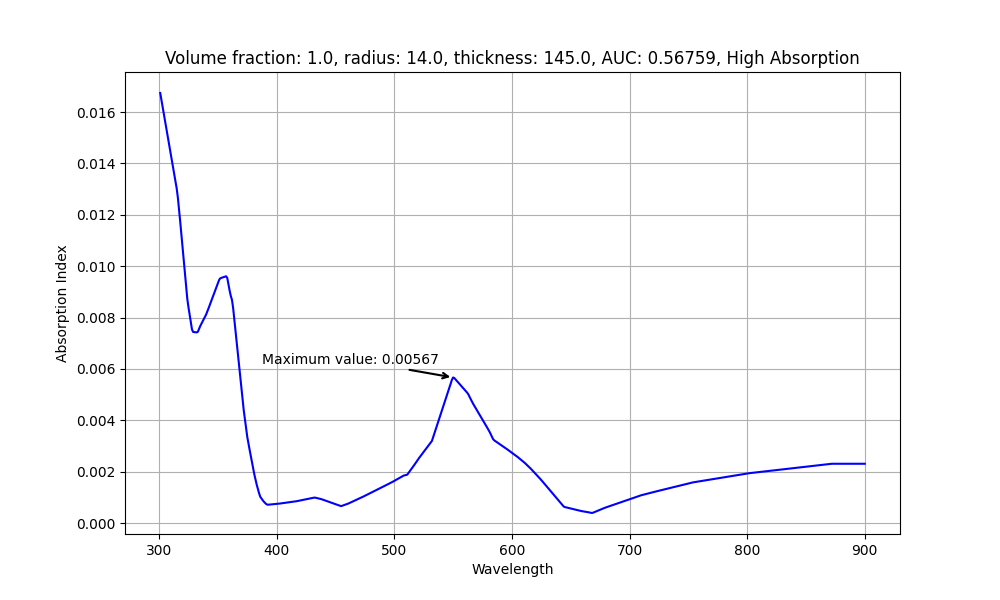 Volume fraction: 1.0, radius: 14.0, thickness: 145.0, AUC: 0.56759, High Absorption
0.016
0.014
0.012
0.010
0.008
0.006
0.004
0.002
0.000
Absorption Index
Maximum value: 0.00567
300 400 500 600 700 800 900
Wavelength